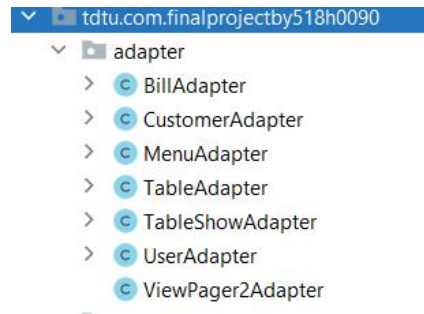 tdtu.com.finalprojectby518h0090
adapter
C BillAdapter
C CustomerAdapter
C MenuAdapter
C TableAdapter
C TableShowAdapter
C UserAdapter
C ViewPager2Adapter